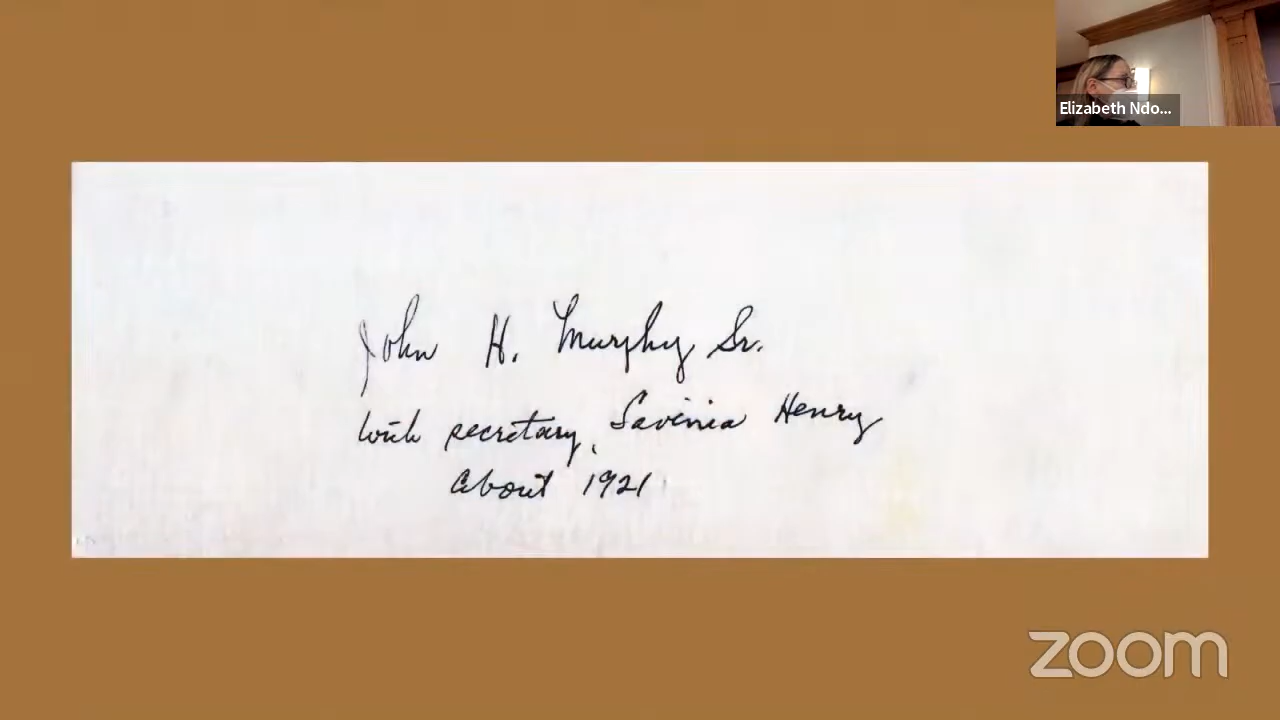 Elizabeth Ndo...
John H. Murphy Sr.
with secretary, Savinia Henry
About 1921
zoom